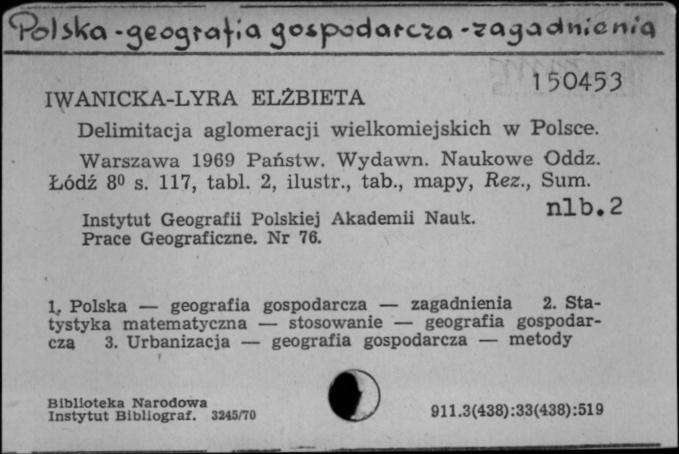 Polska - geografia gospodarcza - zagadnienia
150453
IWANICKA-LYRA ELŻBIETA
Delimitacja aglomeracji wielkomiejskich w Polsce.
Warszawa 1969 Państw. Wydawn. Naukowe Oddz.
Łódź 8⁰ s. 117, tabl. 2, ilustr., tab., mapy, Rez., Sum.
nlb. 2
Instytut Geografii Polskiej Akademii Nauk.
Prace Geograficzne. Nr 76.
1. Polska — geografia gospodarcza — zagadnienia 2. Sta-
tystyka matematyczna — stosowanie — geografia gospodar-
cza 3. Urbanizacja — geografia gospodarcza — metody
Biblioteka Narodowa
Instytut Bibliograf. 3245/70
911.3(438):33(438):519